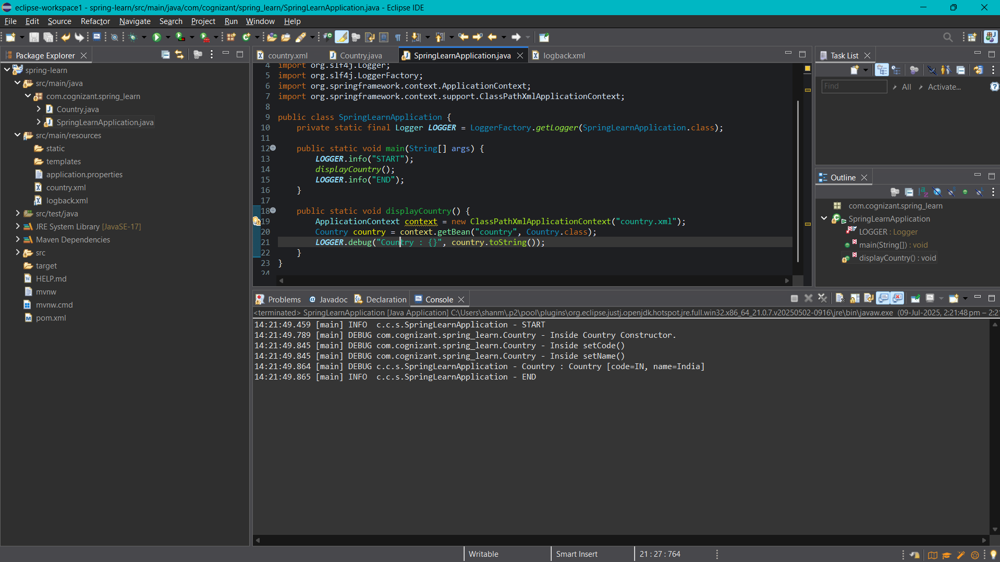 eclipse-workspace1 - spring-learn/src/main/java/com/cognizant/spring_learn/SpringLearnApplication.java - Eclipse IDE
File Edit Source Refactor Navigate Search Project Run Window Help
Package Explorer
spring-learn
src/main/java
com.cognizant.spring_learn
Country.java
SpringLearnApplication.java
src/main/resources
static
templates
application.properties
country.xml
logback.xml
src/test/java
JRE System Library [JavaSE-17]
Maven Dependencies
src
target
HELP.md
mvnw
mvnw.cmd
pom.xml
country.xml Country.java SpringLearnApplication.java logback.xml
4 import org.slf4j.Logger;
5 import org.slf4j.LoggerFactory;
6 import org.springframework.context.ApplicationContext;
7 import org.springframework.context.support.ClassPathXmlApplicationContext;
8
9 public class SpringLearnApplication {
10 private static final Logger LOGGER = LoggerFactory.getLogger(SpringLearnApplication.class);
11
12 public static void main(String[] args) {
13 LOGGER.info("START");
14 displayCountry();
15 LOGGER.info("END");
16 }
17
18 public static void displayCountry() {
19 ApplicationContext context = new ClassPathXmlApplicationContext("country.xml");
20 Country country = context.getBean("country", Country.class);
21 LOGGER.debug("Country : {}", country.toString());
22 }
23 }
24
Task List
Find All Activate...
Outline
com.cognizant.spring_learn
SpringLearnApplication
LOGGER : Logger
main(String[]) : void
displayCountry() : void
Problems Javadoc Declaration Console
<terminated> SpringLearnApplication [Java Application] C:\Users\shanm\.p2\pool\plugins\org.eclipse.justj.openjdk.hotspot.jre.full.win32.x86_64_21.0.7.v20250502-0916\jre\bin\javaw.exe (09-Jul-2025, 2:21:48 pm – 2:2
14:21:49.459 [main] INFO c.c.s.SpringLearnApplication - START
14:21:49.789 [main] DEBUG com.cognizant.spring_learn.Country - Inside Country Constructor.
14:21:49.845 [main] DEBUG com.cognizant.spring_learn.Country - Inside setCode()
14:21:49.845 [main] DEBUG com.cognizant.spring_learn.Country - Inside setName()
14:21:49.864 [main] DEBUG c.c.s.SpringLearnApplication - Country : Country [code=IN, name=India]
14:21:49.865 [main] INFO c.c.s.SpringLearnApplication - END
Writable Smart Insert 21 : 27 : 764